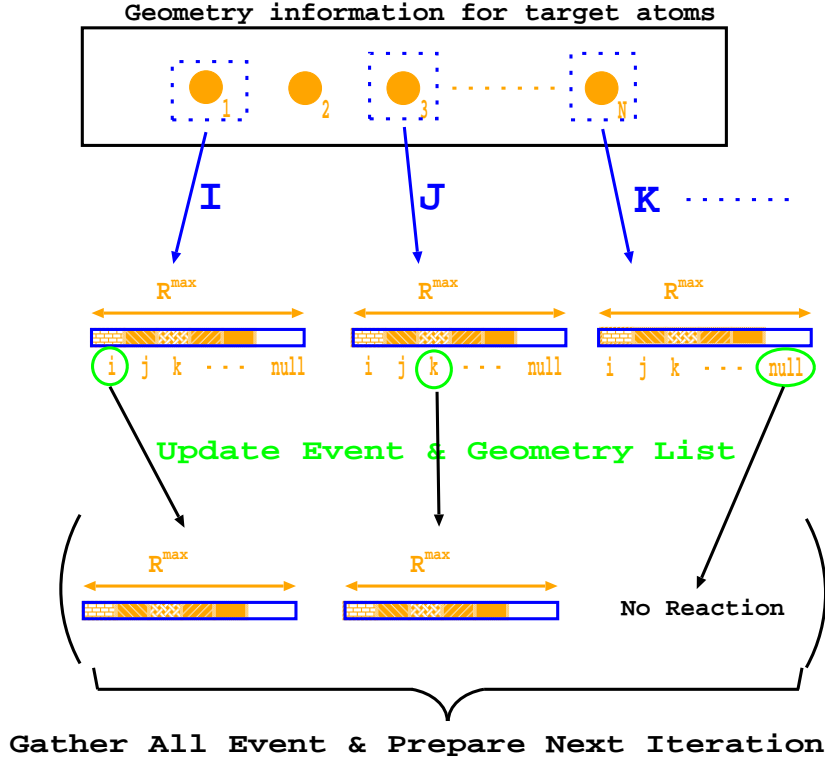 Geometry information for target atoms
1 2 3 N
I J K
R^max R^max R^max
i j k null i j k null i j k null
Update Event & Geometry List
R^max R^max
No Reaction
Gather All Event & Prepare Next Iteration